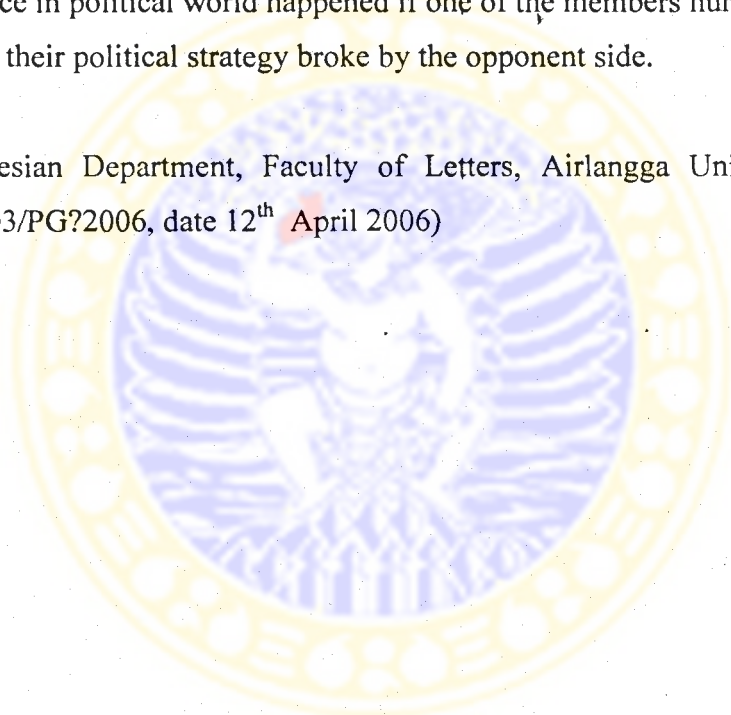 ce in political world happened if one of the members
their political strategy broke by the opponent side.
esian Department, Faculty of Letters, Airlangga Uni
3/PG?2006, date 12th April 2006)